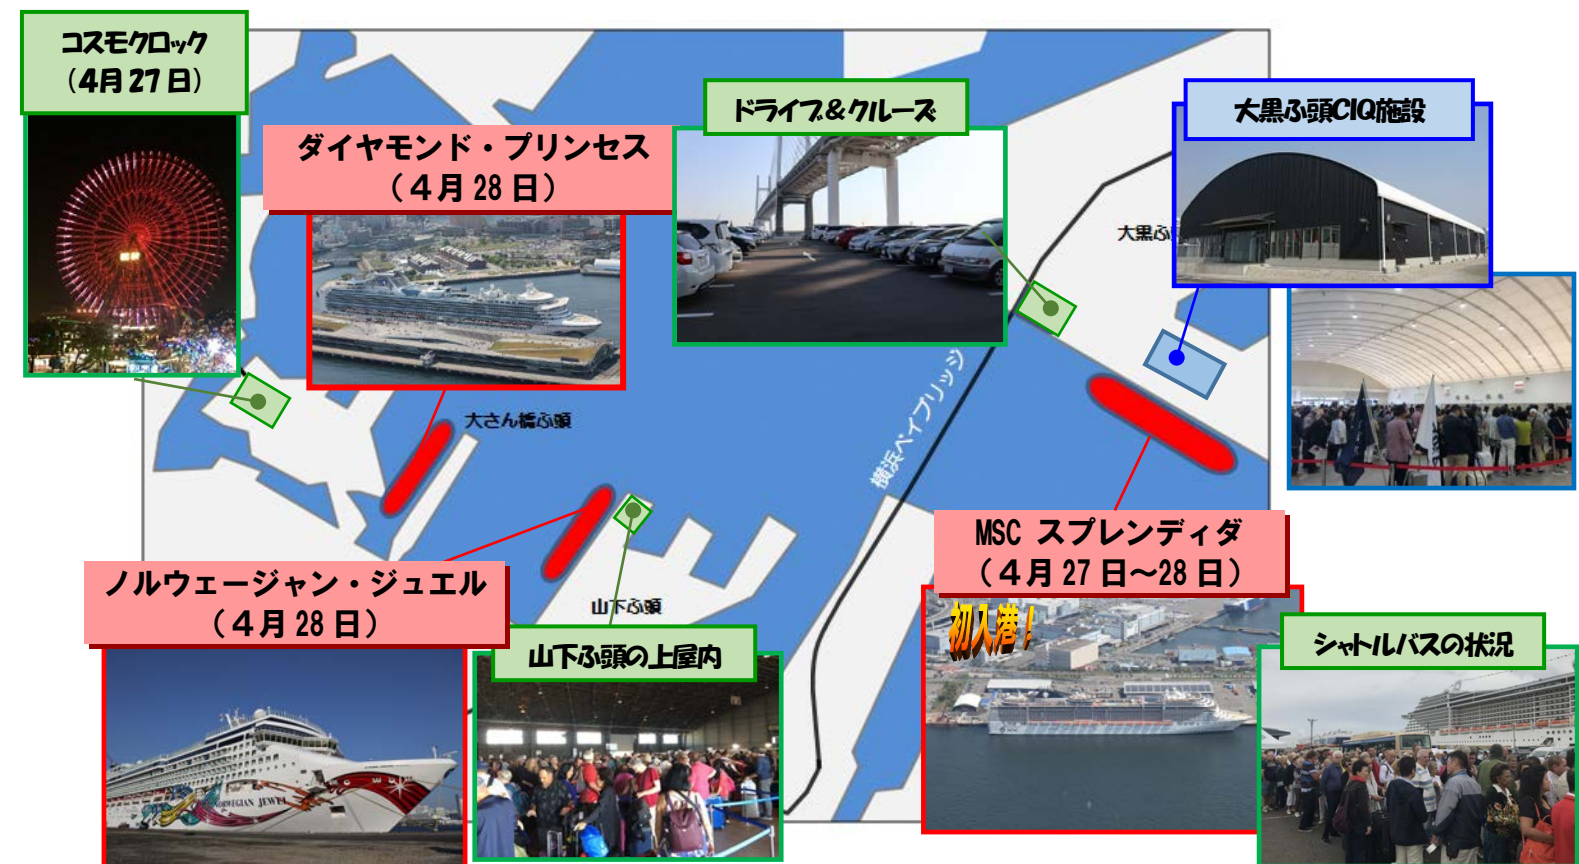 コスモクロック
（4月27日）
ダイヤモンド・プリンセス
（４月28日）
ドライブ&クルーズ
大黒ふ頭CIQ施設
大黒ふ
大さん橋ふ頭
横浜ベイブリッジ
ノルウェージャン・ジュエル
（４月28日）
山下ふ頭
山下ふ頭の上屋内
MSC スプレンディダ
（４月27日～28日）
初入港！
シャトルバスの状況
NORWEGIAN JEWEL